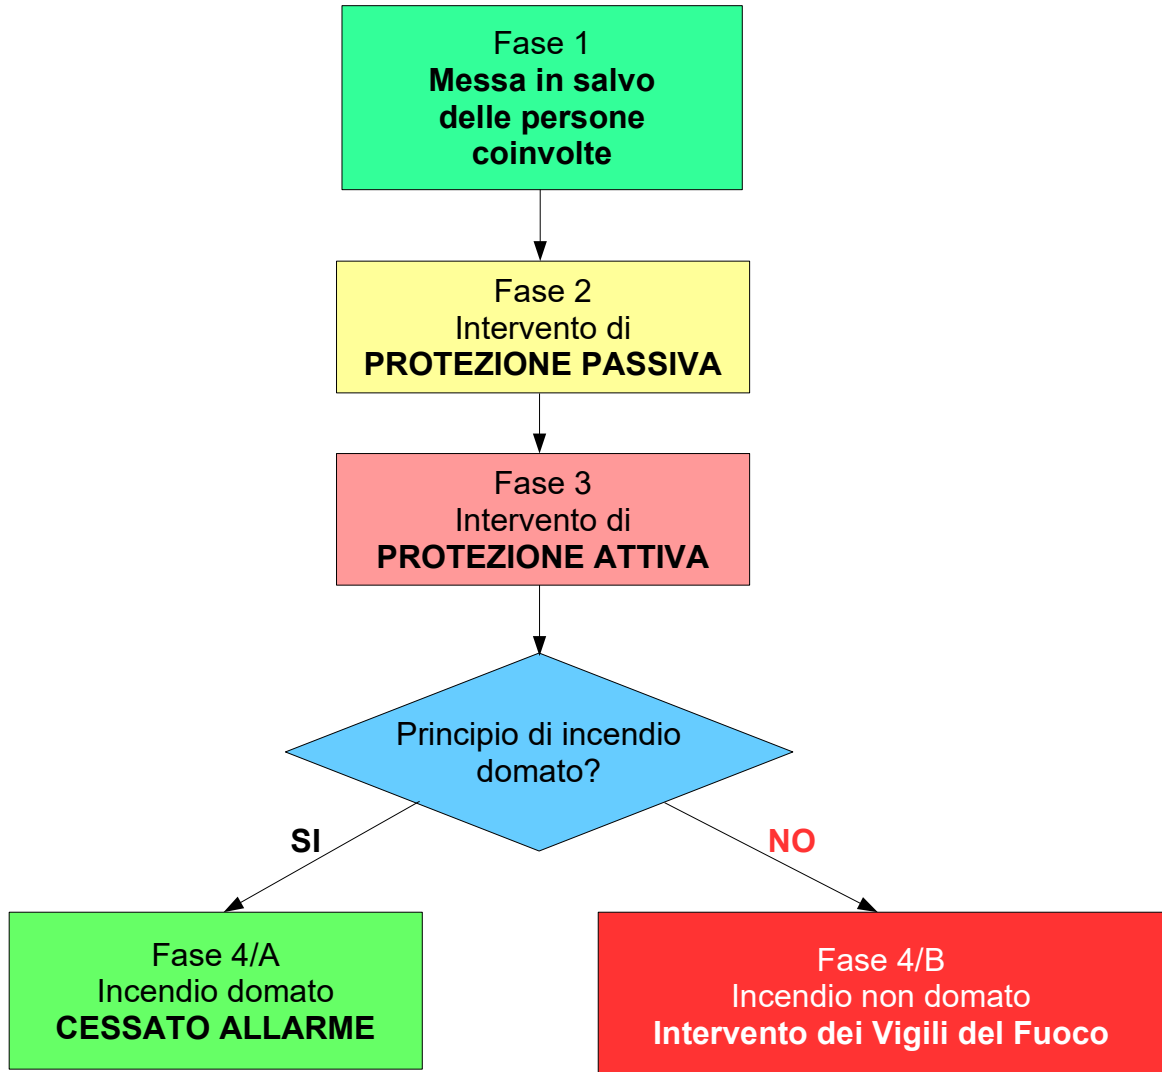 Fase 1
Messa in salvo
delle persone
coinvolte
Fase 2
Intervento di
PROTEZIONE PASSIVA
Fase 3
Intervento di
PROTEZIONE ATTIVA
Principio di incendio
domato?
SI
NO
Fase 4/A
Incendio domato
CESSATO ALLARME
Fase 4/B
Incendio non domato
Intervento dei Vigili del Fuoco